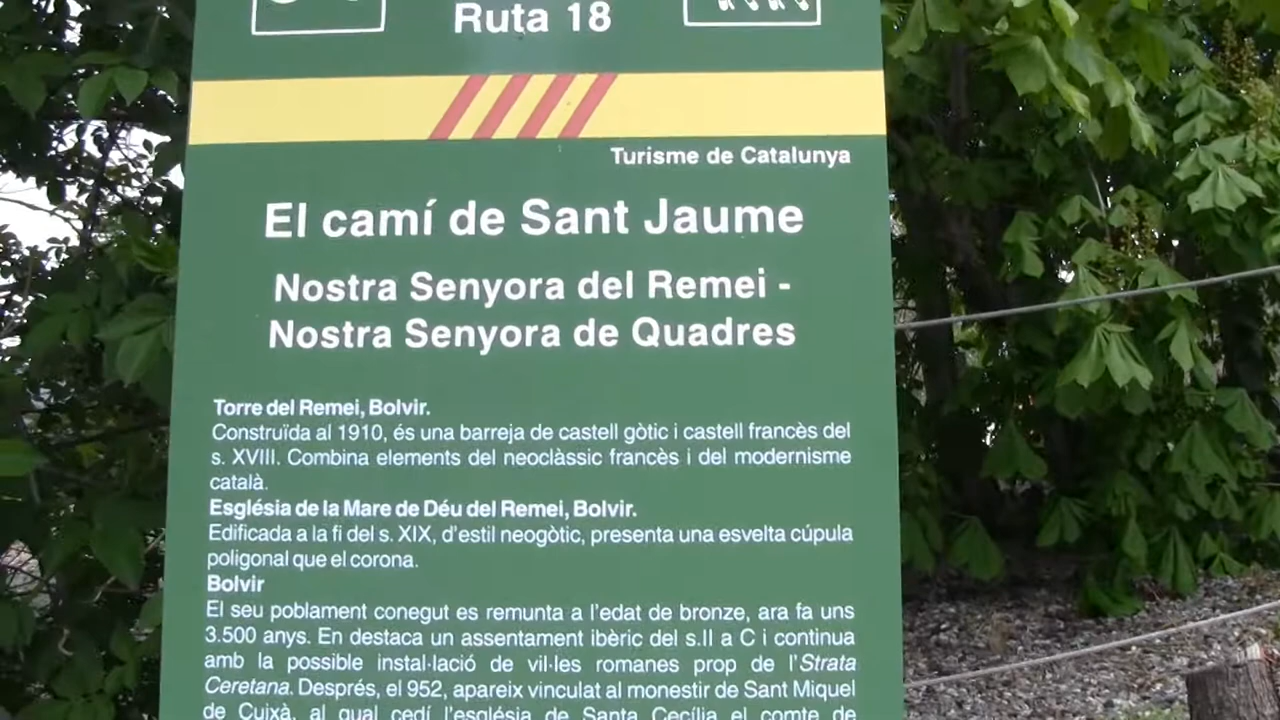 Ruta 18
Turisme de Catalunya
El camí de Sant Jaume
Nostra Senyora del Remei -
Nostra Senyora de Quadres
Torre del Remei, Bolvir.
Construïda al 1910, és una barreja de castell gòtic i castell francès del
s. XVIII. Combina elements del neoclàssic francès i del modernisme
català.
Església de la Mare de Déu del Remei, Bolvir.
Edificada a la fi del s. XIX, d'estil neogòtic, presenta una esvelta cúpula
poligonal que el corona.
Bolvir
El seu poblament conegut es remunta a l'edat de bronze, ara fa uns
3.500 anys. En destaca un assentament ibèric del s.II a C i continua
amb la possible instal·lació de vil·les romanes prop de l'Strata
Ceretana. Després, el 952, apareix vinculat al monestir de Sant Miquel
de Cuixà, al qual cedí l'església de Santa Cecília el comte de